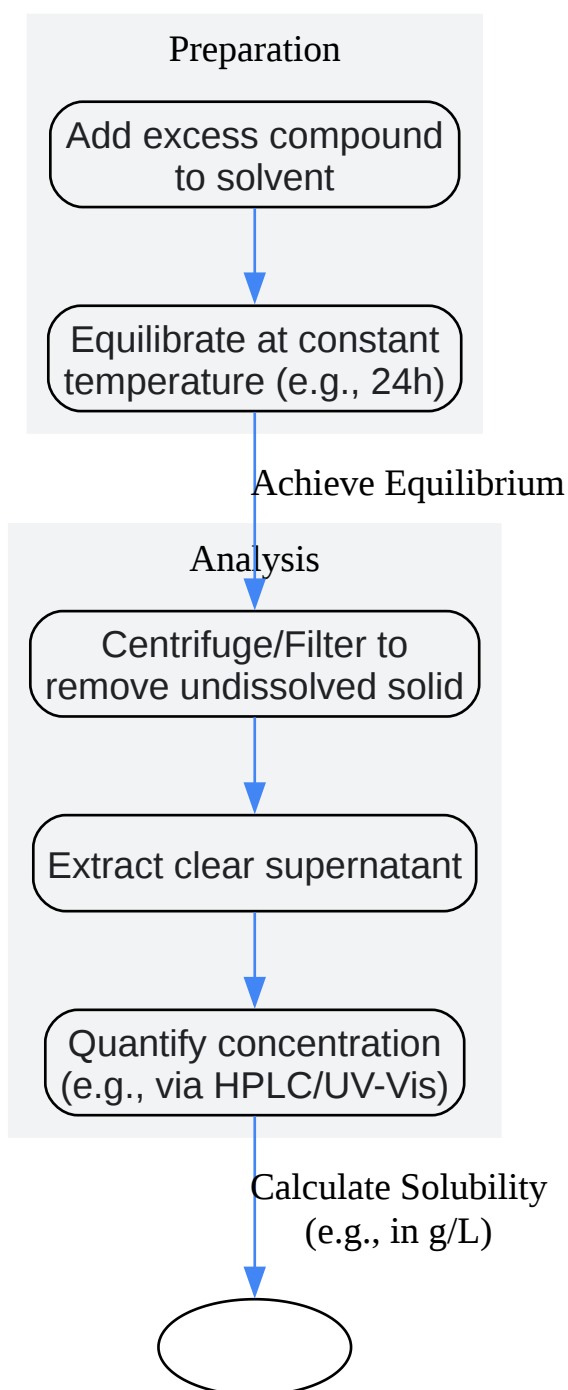 Preparation
Add excess compound
to solvent
Equilibrate at constant
temperature (e.g., 24h)
Achieve Equilibrium
Analysis
Centrifuge/Filter to
remove undissolved solid
Extract clear supernatant
Quantify concentration
(e.g., via HPLC/UV-Vis)
Calculate Solubility
(e.g., in g/L)